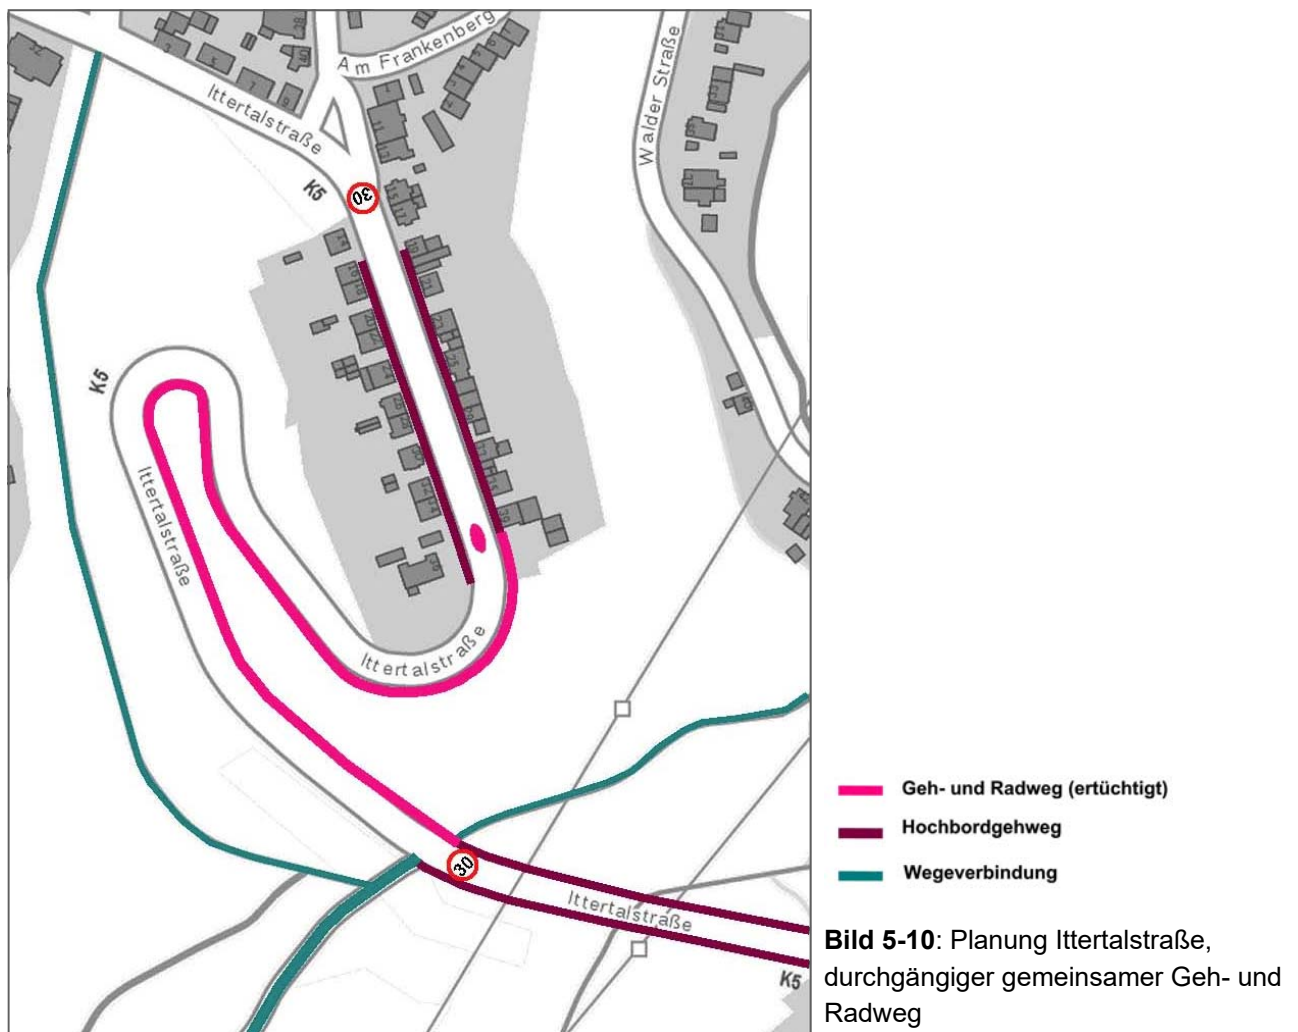 Am Frankenberg
Walder Straße
Ittertalstraße
K5
30
K5
Ittertalstraße
Ittertalstraße
30
Ittertalstraße
K5
Geh- und Radweg (ertüchtigt)
Hochbordgehweg
Wegeverbindung
Bild 5-10: Planung Ittertalstraße,
durchgängiger gemeinsamer Geh- und
Radweg